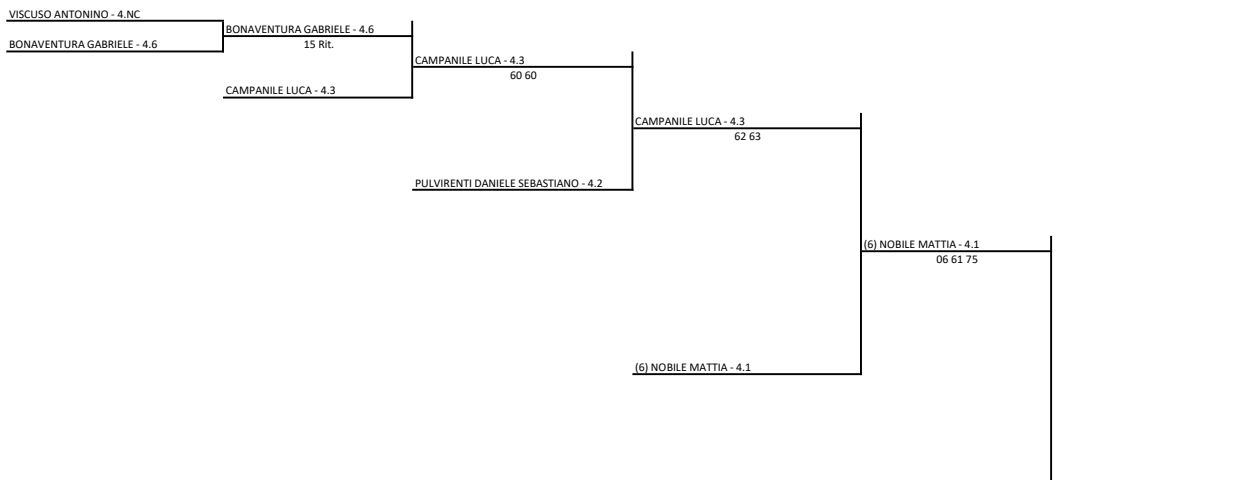 VISCUSO ANTONINO - 4.NC
BONAVENTURA GABRIELE - 4.6
BONAVENTURA GABRIELE - 4.6
15 Rit.
CAMPANILE LUCA - 4.3
60 60
CAMPANILE LUCA - 4.3
CAMPANILE LUCA - 4.3
62 63
PULVIRENTI DANIELE SEBASTIANO - 4.2
(6) NOBILE MATTIA - 4.1
06 61 75
(6) NOBILE MATTIA - 4.1